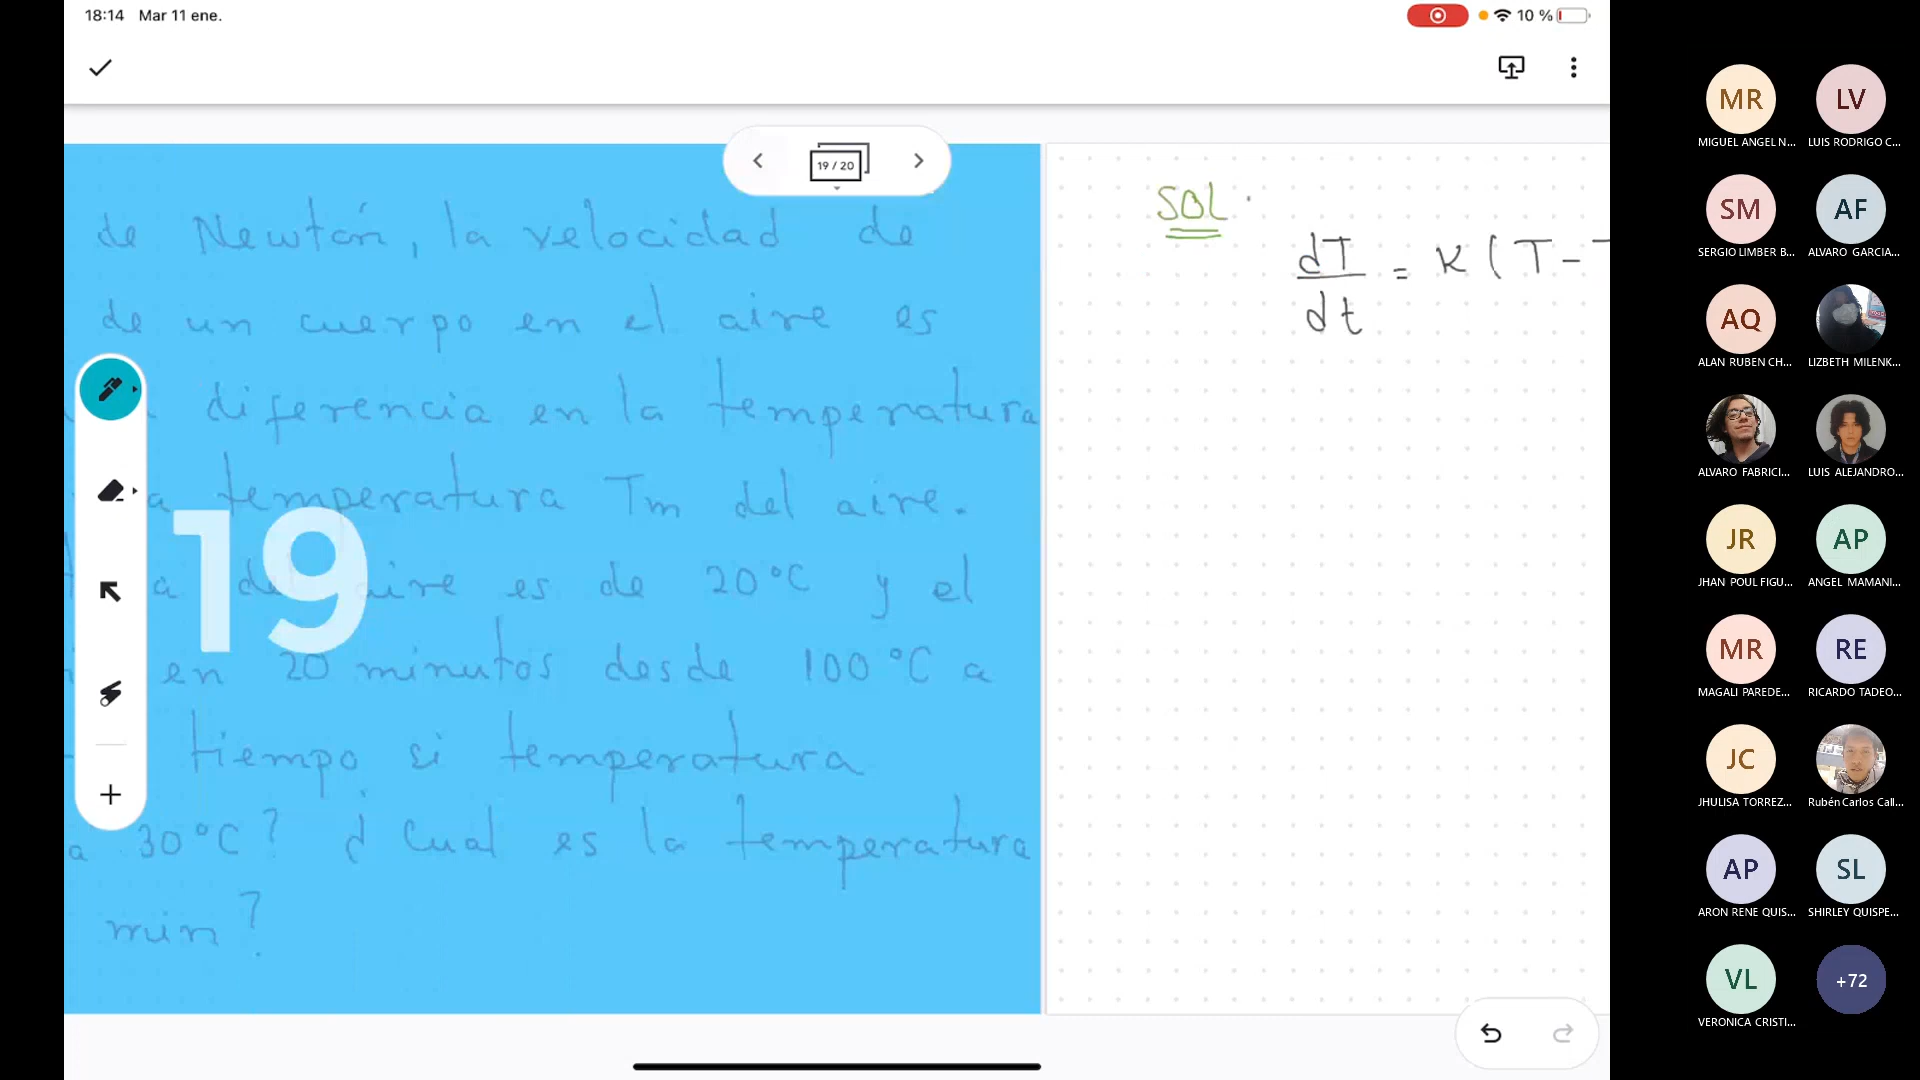 18:14 Mar 11 ene.
10 %
19 / 20
de Newtón, la velocidad de
de un cuerpo en el aire es
diferencia en la temperatura
a temperatura Tm del aire.
a del aire es de 20°C y el
en 20 minutos desde 100°C a
tiempo si temperatura
a 30°C? ¿ Cual es la temperatura
min?
19
SOL
dT
dt
= K ( T -
MR
MIGUEL ANGEL N...
LV
LUIS RODRIGO C...
SM
SERGIO LIMBER B...
AF
ALVARO GARCIA...
AQ
ALAN RUBEN CH...
LIZBETH MILENK...
ALVARO FABRICI...
LUIS ALEJANDRO...
JR
JHAN POUL FIGU...
AP
ANGEL MAMANI...
MR
MAGALI PAREDE...
RE
RICARDO TADEO...
JC
JHULISA TORREZ...
Rubén Carlos Call...
AP
ARON RENE QUIS...
SL
SHIRLEY QUISPE...
VL
VERONICA CRISTI...
+72